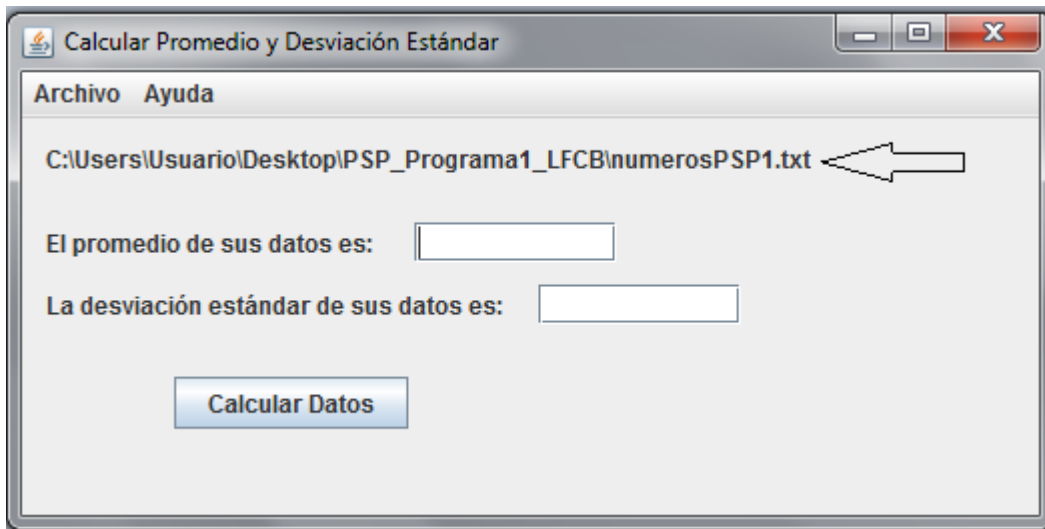 Calcular Promedio y Desviación Estándar
Archivo Ayuda
C:\Users\Usuario\Desktop\PSP_Programa1_LFCB\numerosPSP1.txt
El promedio de sus datos es:
La desviación estándar de sus datos es:
Calcular Datos